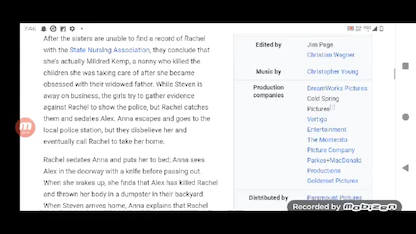 7:46
After the sisters are unable to find a record of Rachel
with the State Nursing Association, they conclude that
she's actually Mildred Kemp, a nanny who killed the
children she was taking care of after she became
obsessed with their widowed father. While Steven is
away on business, the girls try to gather evidence
against Rachel to show the police, but Rachel catches
them and sedates Alex. Anna escapes and goes to the
local police station, but they disbelieve her and
eventually call Rachel to take her home.
Rachel sedates Anna and puts her to bed; Anna sees
Alex in the doorway with a knife before passing out.
When she wakes up, she finds that Alex has killed Rachel
and thrown her body in a dumpster in their backyard.
When Steven arrives home, Anna explains that Rachel
Edited by
Jim Page
Christian Wagner
Music by
Christopher Young
Production
companies
DreamWorks Pictures
Cold Spring
Pictures
Vertigo
Entertainment
The Montecito
Picture Company
Parkes+MacDonald
Productions
Goldcrest Pictures
Distributed by
Paramount Pictures
Recorded by
MOBIZEN